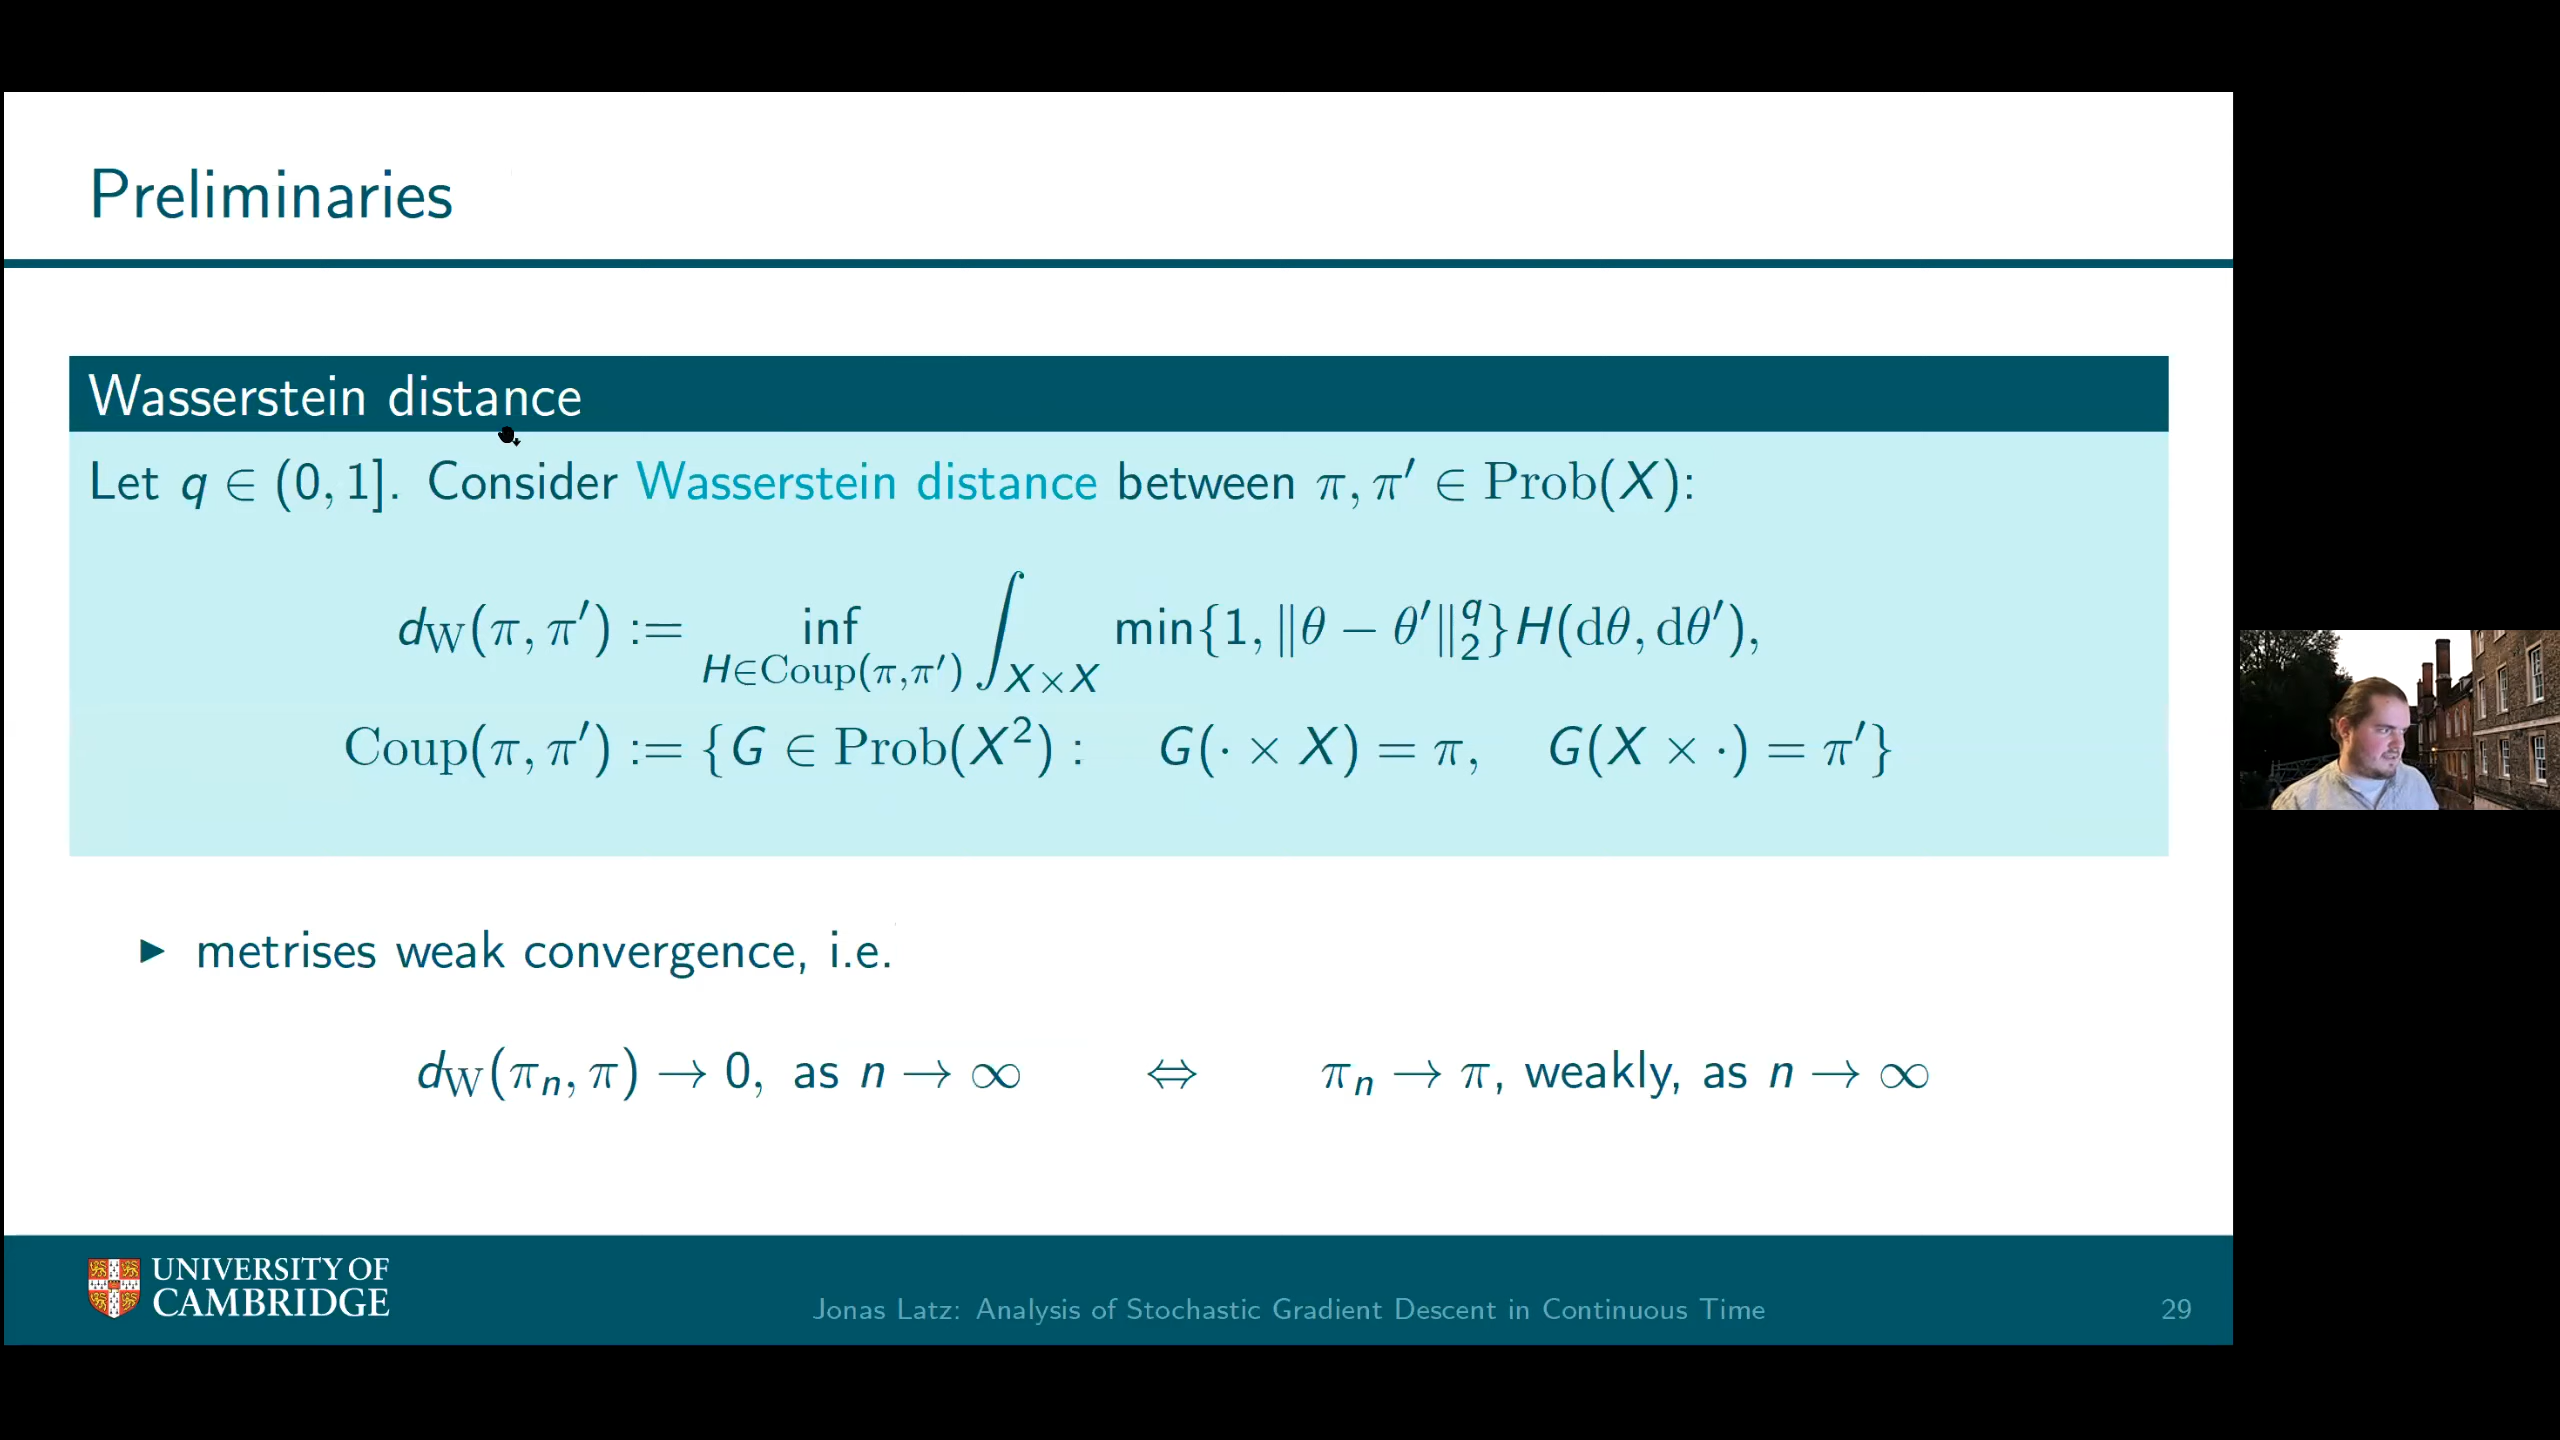 Preliminaries
Wasserstein distance
Let q ∈ (0, 1]. Consider Wasserstein distance between π, π′ ∈ Prob(X):
d_W(π, π′) := inf_{H∈Coup(π,π′)} ∫_{X×X} min{1, ‖θ − θ′‖_2^q}H(dθ, dθ′),
Coup(π, π′) := {G ∈ Prob(X²) : G(· × X) = π, G(X × ·) = π′}
▶ metrises weak convergence, i.e.
d_W(π_n, π) → 0, as n → ∞ ⇔ π_n → π, weakly, as n → ∞
UNIVERSITY OF
CAMBRIDGE
Jonas Latz: Analysis of Stochastic Gradient Descent in Continuous Time
29